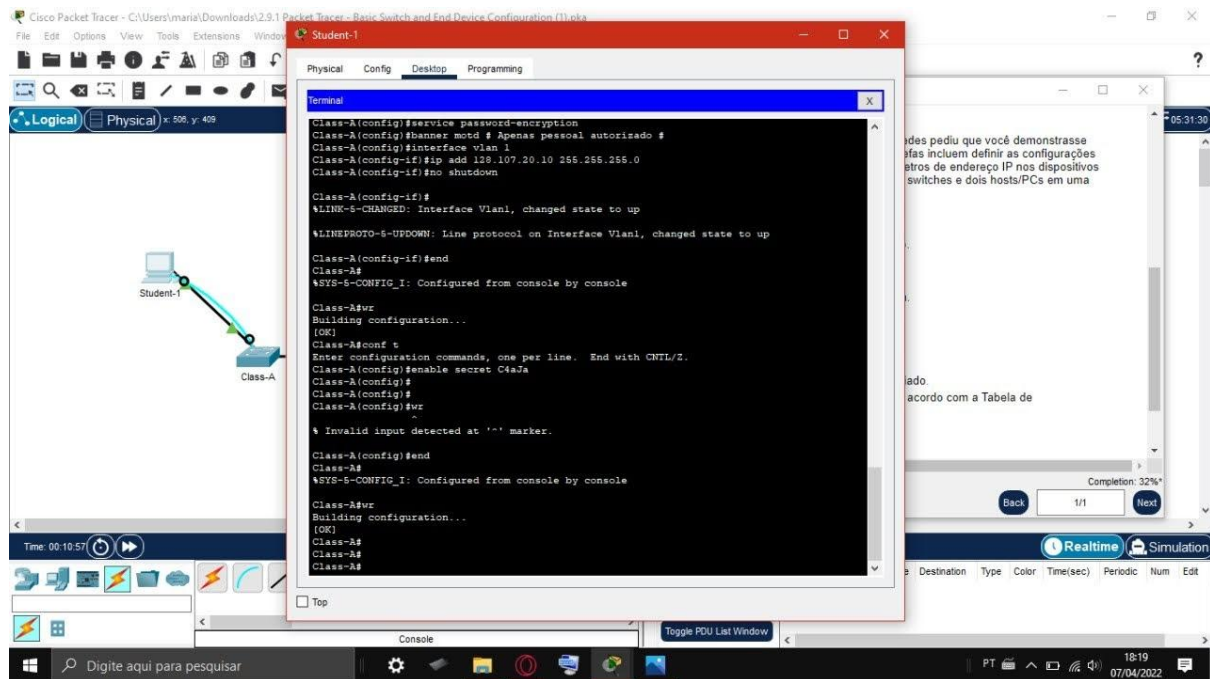 Cisco Packet Tracer - C:\Users\maria\Downloads\2.9.1 Packet Tracer - Basic Switch and End Device Configuration (1).pka
File Edit Options View Tools Extensions Window
?
Logical Physical x: 506, y: 409
05:31:30
Student-1
Physical Config Desktop Programming
Terminal
X
Class-A(config)#service password-encryption
Class-A(config)#banner motd # Apenas pessoal autorizado #
Class-A(config)#interface vlan 1
Class-A(config-if)#ip add 128.107.20.10 255.255.255.0
Class-A(config-if)#no shutdown
Class-A(config-if)#
%LINK-5-CHANGED: Interface Vlan1, changed state to up
%LINEPROTO-5-UPDOWN: Line protocol on Interface Vlan1, changed state to up
Class-A(config-if)#end
Class-A#
%SYS-5-CONFIG_I: Configured from console by console
Class-A#wr
Building configuration...
[OK]
Class-A#conf t
Enter configuration commands, one per line. End with CNTL/Z.
Class-A(config)#enable secret C4aJa
Class-A(config)#
Class-A(config)#
Class-A(config)#wr
^
% Invalid input detected at '^' marker.
Class-A(config)#end
Class-A#
%SYS-5-CONFIG_I: Configured from console by console
Class-A#wr
Building configuration...
[OK]
Class-A#
Class-A#
Class-A#
Top
Student-1
Class-A
edes pediu que você demonstrasse
efas incluem definir as configurações
etros de endereço IP nos dispositivos
switches e dois hosts/PCs em uma
lado.
acordo com a Tabela de
Completion: 32%*
Back 1/1 Next
Time: 00:10:57
Realtime Simulation
Destination Type Color Time(sec) Periodic Num Edit
Toggle PDU List Window
Console
Digite aqui para pesquisar
PT
18:19
07/04/2022